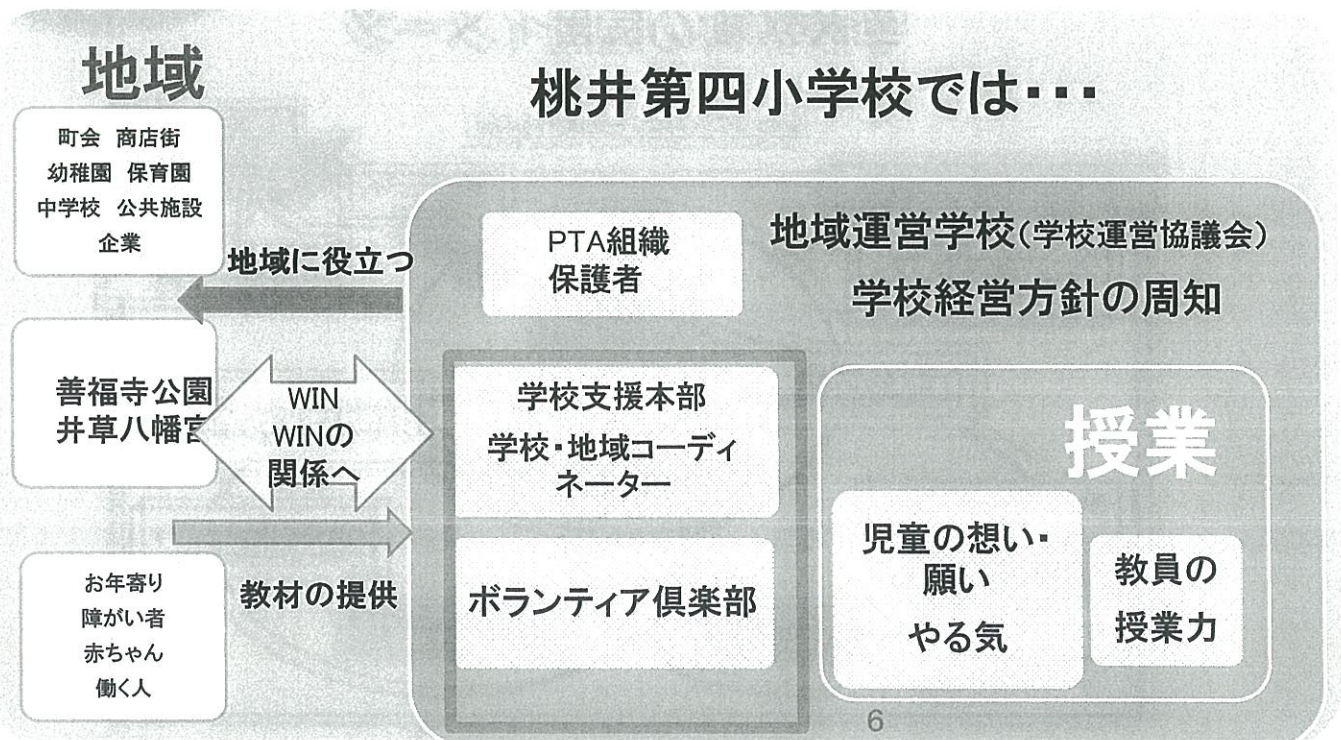 地域
桃井第四小学校では・・・
町会 商店街
幼稚園 保育園
中学校 公共施設
企業
地域に役立つ
善福寺公園
井草八幡宮
WIN
WINの
関係へ
教材の提供
お年寄り
障がい者
赤ちゃん
働く人
PTA組織
保護者
地域運営学校(学校運営協議会)
学校経営方針の周知
学校支援本部
学校・地域コーディ
ネーター
ボランティア倶楽部
授業
児童の想い・
願い
やる気
教員の
授業力
6